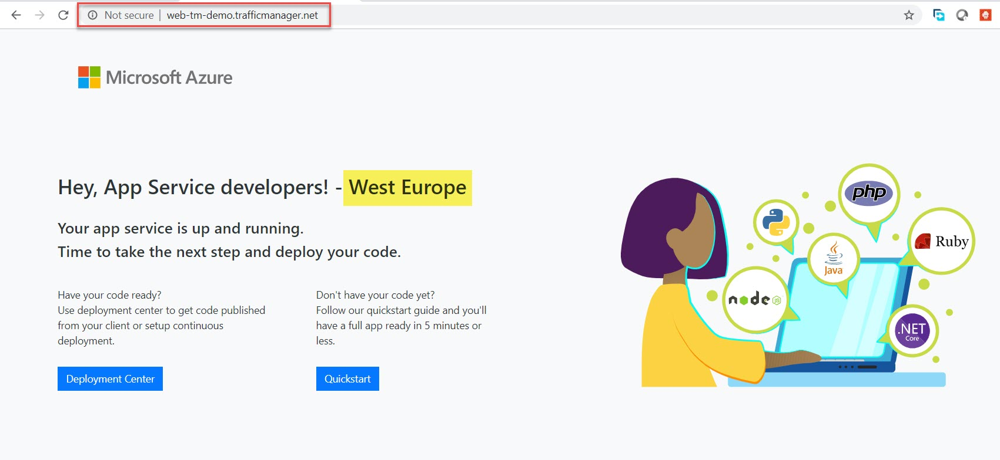 Not secure | web-tm-demo.trafficmanager.net
Microsoft Azure
Hey, App Service developers! - West Europe
Your app service is up and running.
Time to take the next step and deploy your code.
Have your code ready?
Use deployment center to get code published
from your client or setup continuous
deployment.
Deployment Center
Don't have your code yet?
Follow our quickstart guide and you'll
have a full app ready in 5 minutes or
less.
Quickstart
php
Ruby
Java
node
JS
.NET
Core